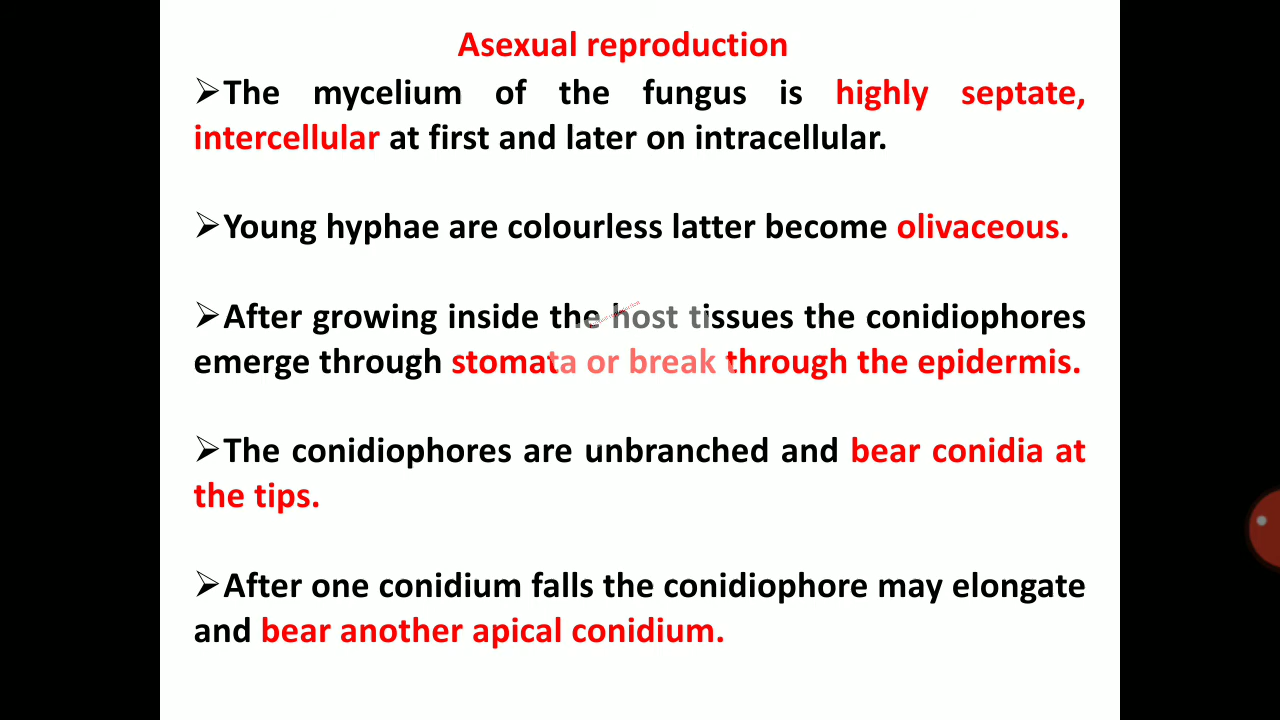 Asexual reproduction
➢The mycelium of the fungus is highly septate,
intercellular at first and later on intracellular.
➢Young hyphae are colourless latter become olivaceous.
➢After growing inside the host tissues the conidiophores
emerge through stomata or break through the epidermis.
➢The conidiophores are unbranched and bear conidia at
the tips.
➢After one conidium falls the conidiophore may elongate
and bear another apical conidium.